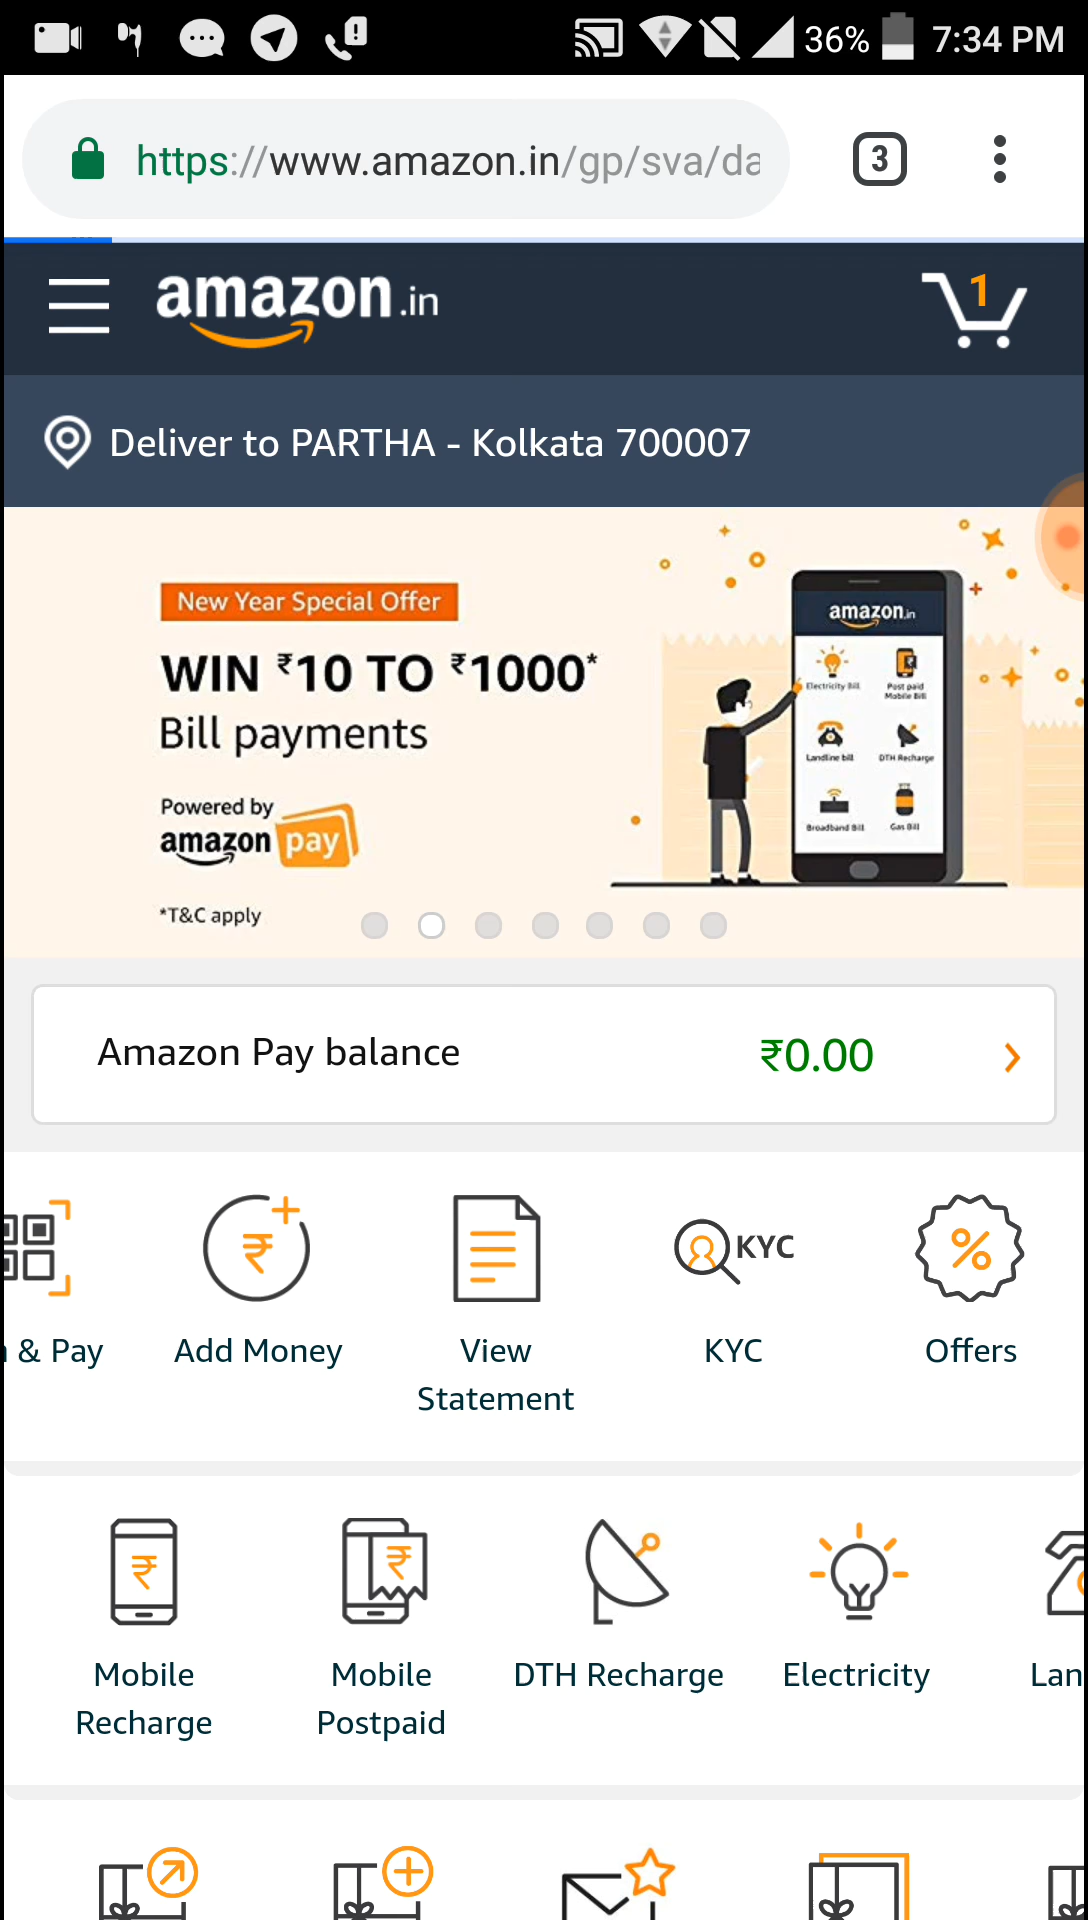 36% 7:34 PM
https://www.amazon.in/gp/sva/da
3
amazon.in
1
Deliver to PARTHA - Kolkata 700007
New Year Special Offer
WIN ₹10 TO ₹1000*
Bill payments
Powered by
amazon pay
*T&C apply
amazon.in
Electricity Bill
Post paid
Mobile Bill
Landline bill
DTH Recharge
Broadband Bill
Gas Bill
Amazon Pay balance ₹0.00
& Pay
Add Money
View
Statement
KYC
KYC
Offers
Mobile
Recharge
Mobile
Postpaid
DTH Recharge
Electricity
Lan